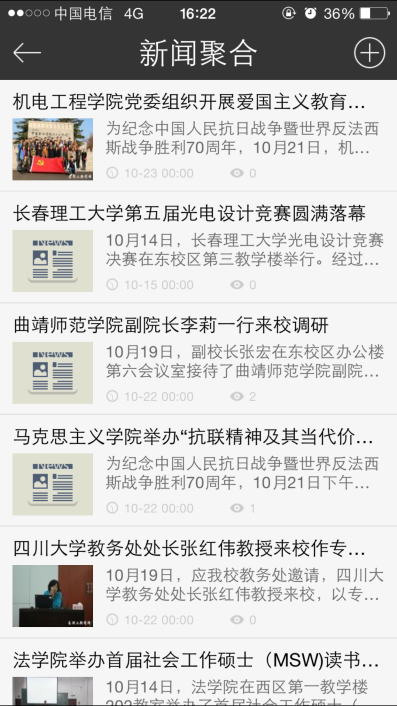 中国电信 4G 16:22 36%
新闻聚合
机电工程学院党委组织开展爱国主义教育...
为纪念中国人民抗日战争暨世界反法西
斯战争胜利70周年，10月21日，机...
10-23 00:00 0
长春理工大学第五届光电设计竞赛圆满落幕
News
10月14日，长春理工大学光电设计竞赛
决赛在东校区第三教学楼举行。经过...
10-15 00:00 0
曲靖师范学院副院长李莉一行来校调研
News
10月19日，副校长张宏在东校区办公楼
第六会议室接待了曲靖师范学院副院...
10-22 00:00 2
马克思主义学院举办“抗联精神及其当代价...
News
为纪念中国人民抗日战争暨世界反法西
斯战争胜利70周年，10月21日下午...
10-22 00:00 1
四川大学教务处处长张红伟教授来校作专...
10月19日，应我校教务处邀请，四川大
学教务处处长张红伟教授来校，以专...
10-22 00:00 0
法学院举办首届社会工作硕士（MSW)读书...
10月14日，法学院在西区第一教学楼
202教室举办了首届社会工作硕士（